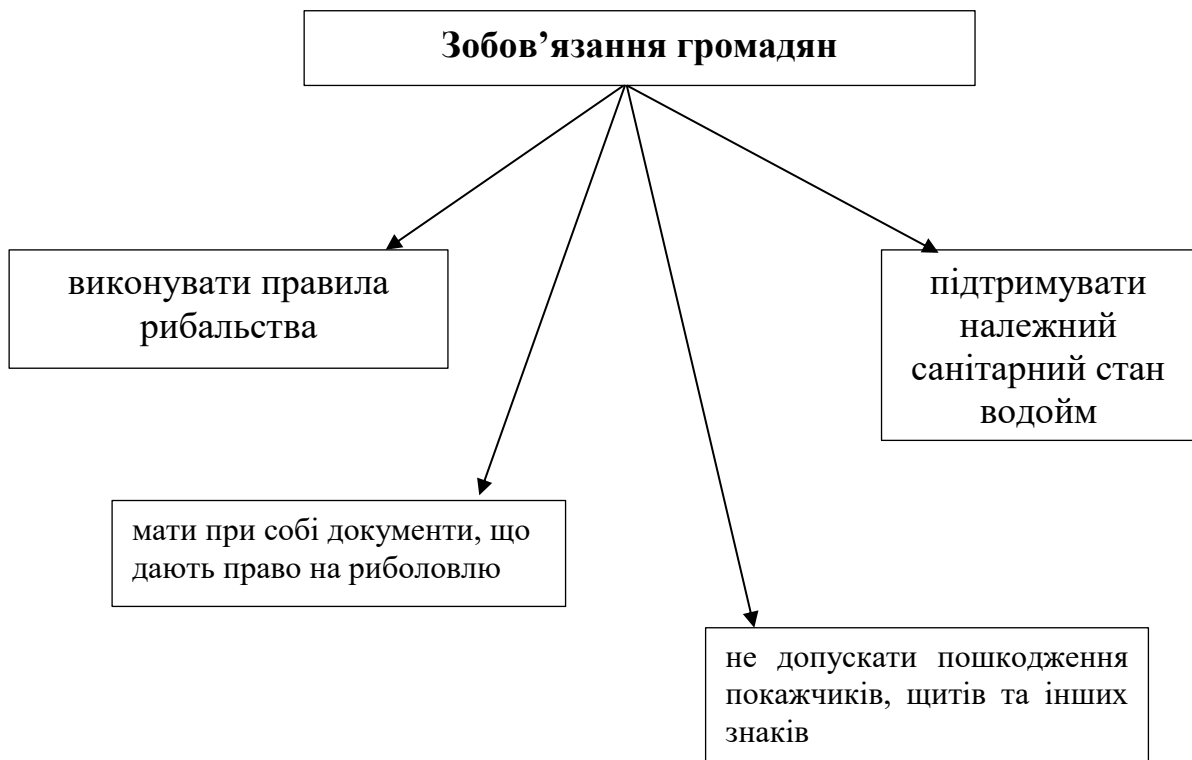 Зобов’язання громадян
виконувати правила
рибальства
підтримувати
належний
санітарний стан
водойм
мати при собі документи, що
дають право на риболовлю
не допускати пошкодження
покажчиків, щитів та інших
знаків